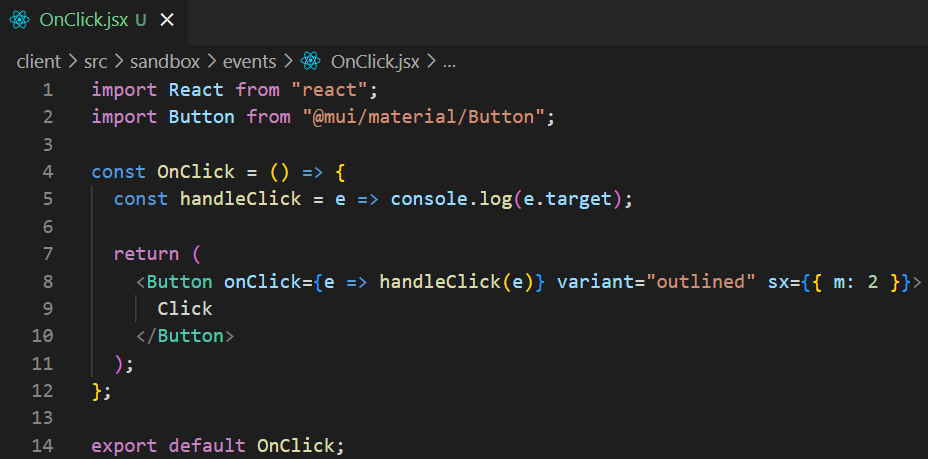 OnClick.jsx U ×
client > src > sandbox > events > OnClick.jsx > ...
1 import React from "react";
2 import Button from "@mui/material/Button";
3
4 const OnClick = () => {
5   const handleClick = e => console.log(e.target);
6
7   return (
8     <Button onClick={e => handleClick(e)} variant="outlined" sx={{ m: 2 }}>
9       Click
10     </Button>
11   );
12 };
13
14 export default OnClick;